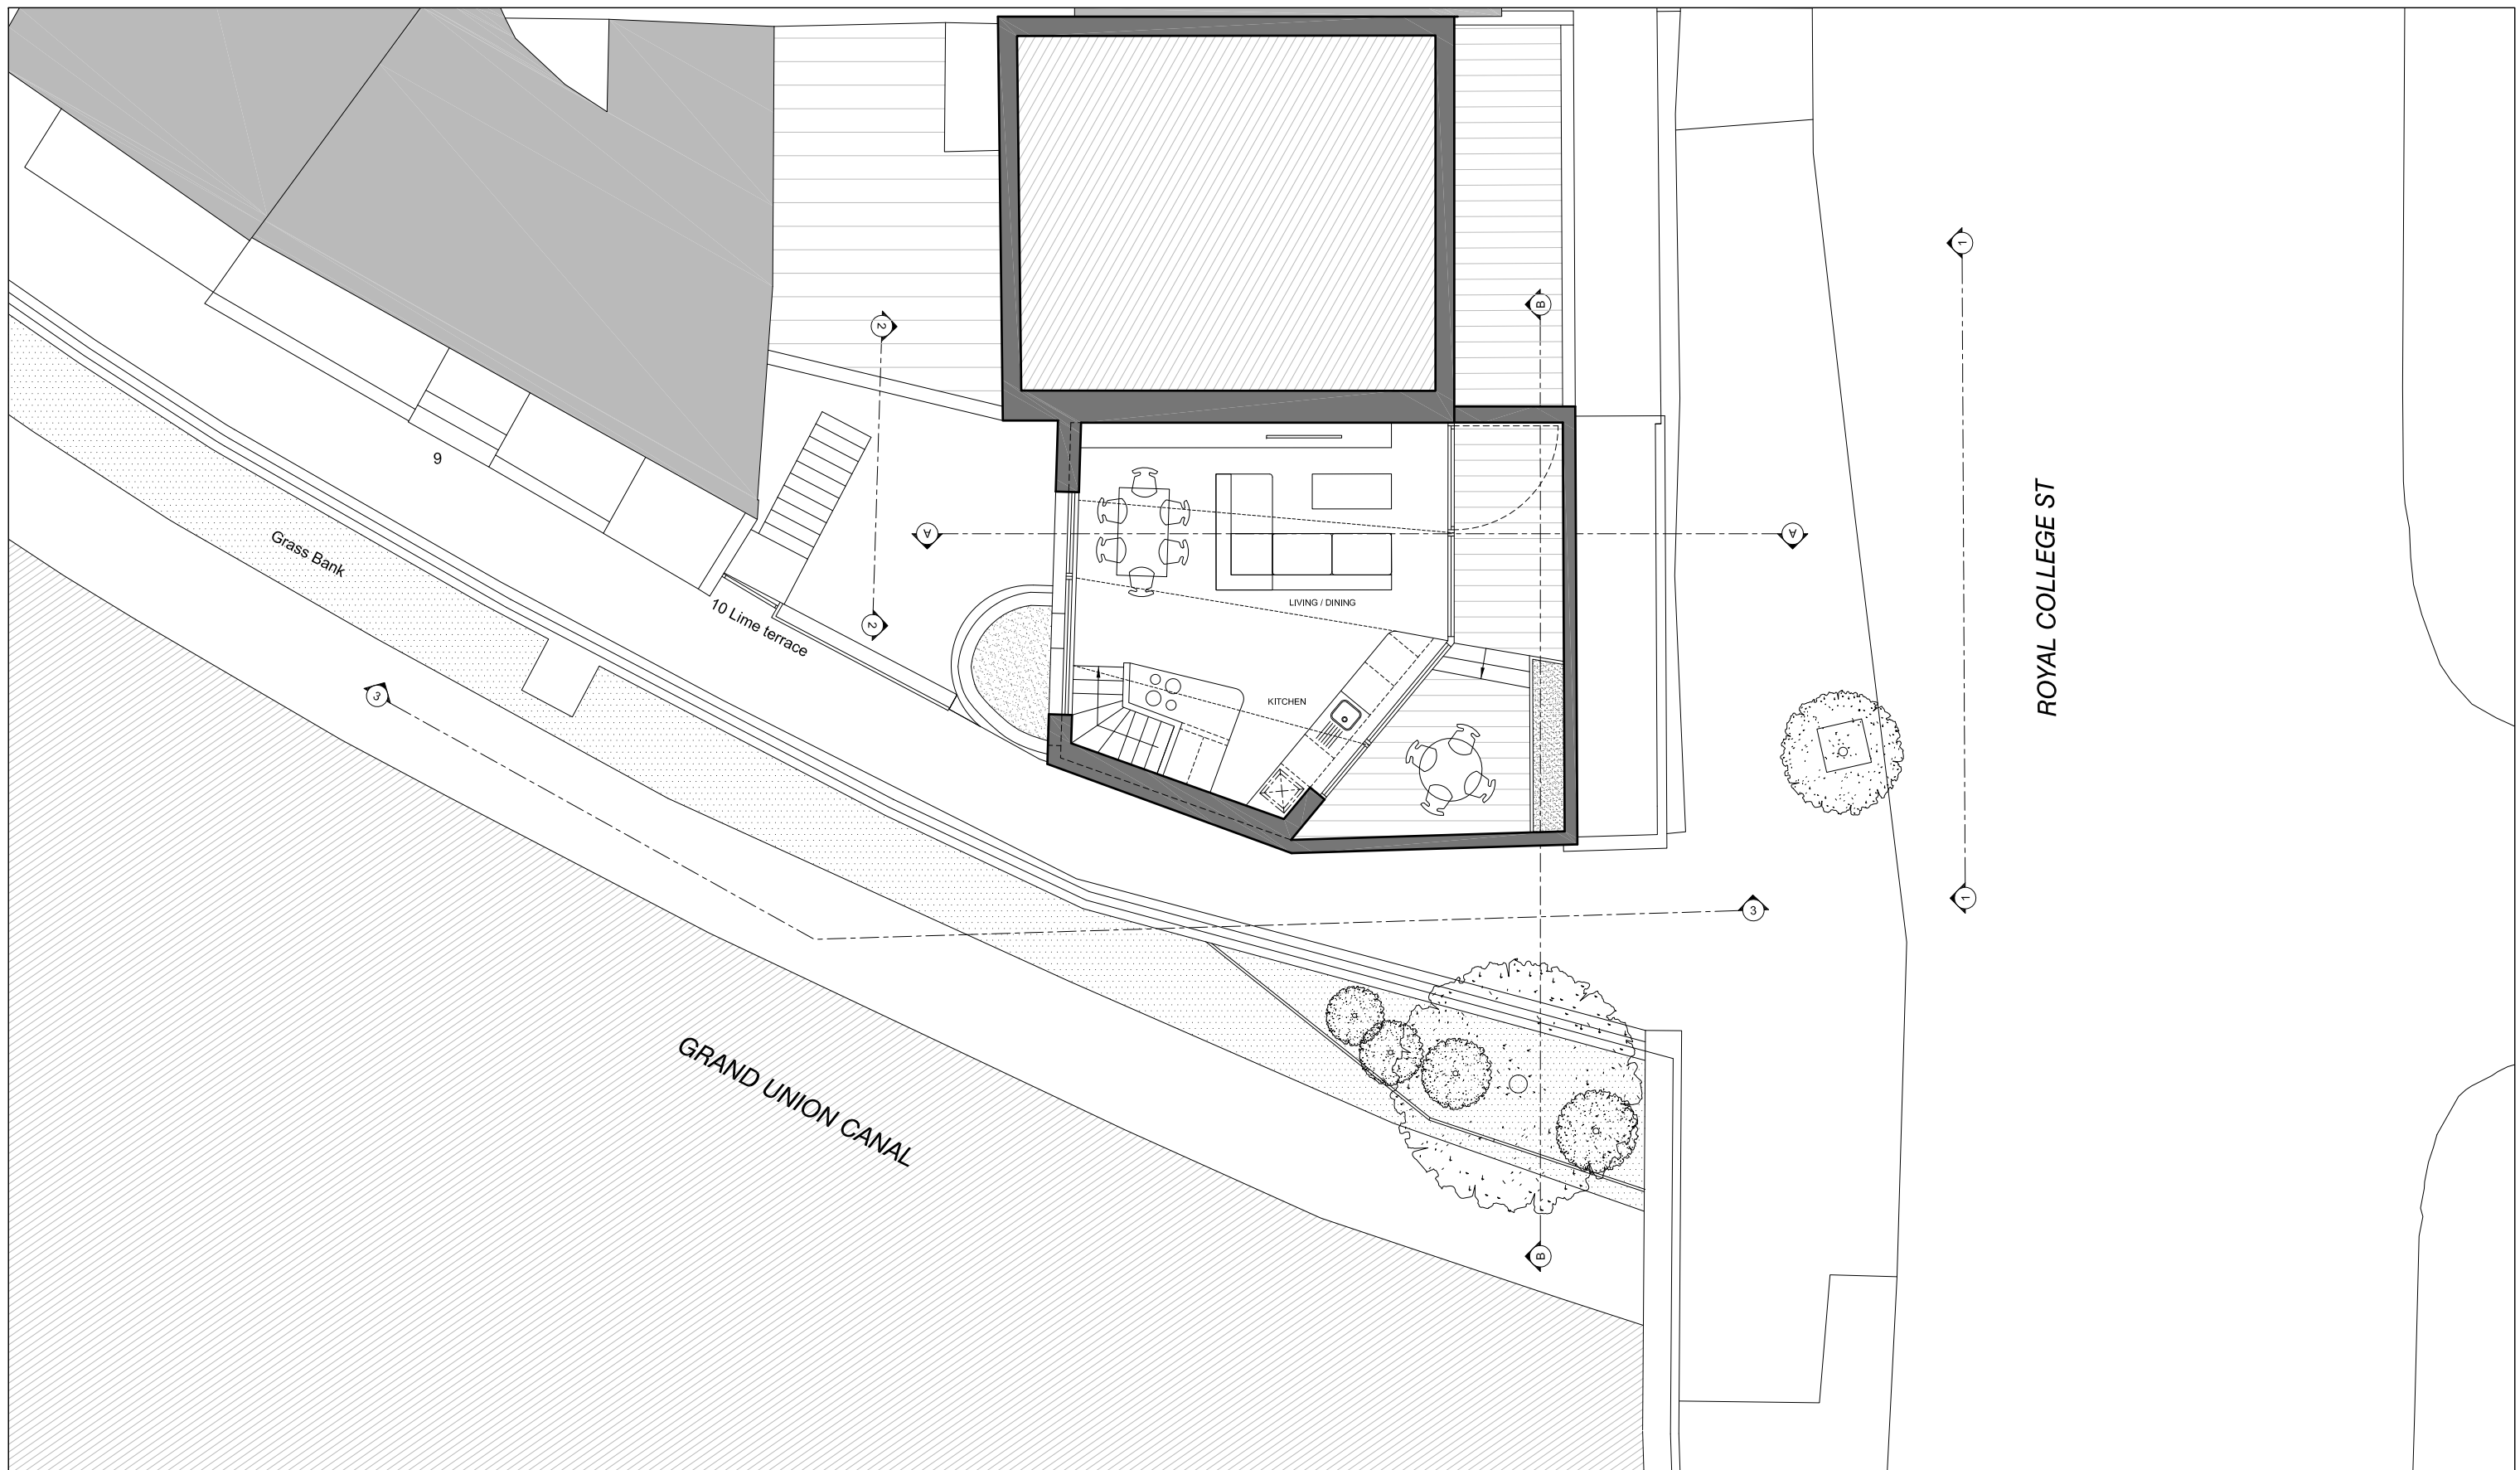 1
B
2
9
A
A
ROYAL COLLEGE ST
Grass Bank
LIVING / DINING
10 Lime terrace
2
3
KITCHEN
1
3
GRAND UNION CANAL
B